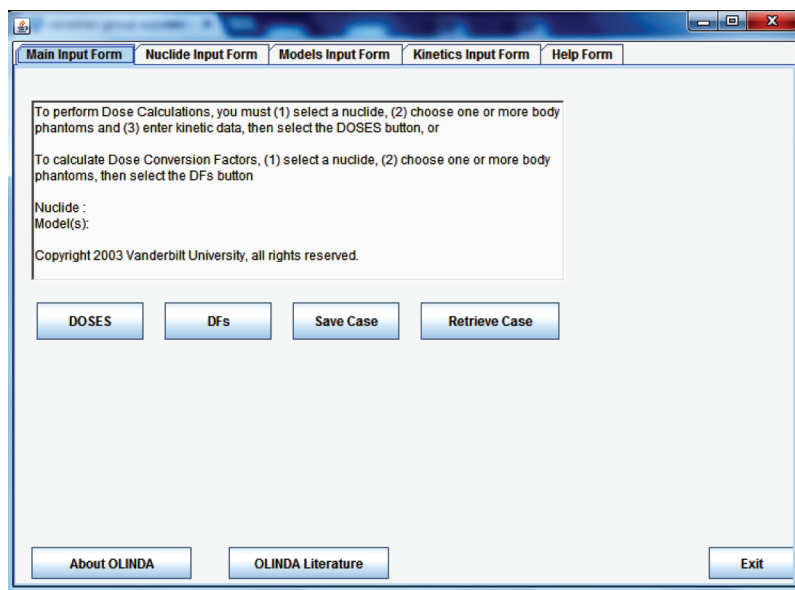 Main Input Form
Nuclide Input Form
Models Input Form
Kinetics Input Form
Help Form
To perform Dose Calculations, you must (1) select a nuclide, (2) choose one or more body
phantoms and (3) enter kinetic data, then select the DOSES button, or
To calculate Dose Conversion Factors, (1) select a nuclide, (2) choose one or more body
phantoms, then select the DFs button
Nuclide :
Model(s):
Copyright 2003 Vanderbilt University, all rights reserved.
DOSES
DFs
Save Case
Retrieve Case
About OLINDA
OLINDA Literature
Exit